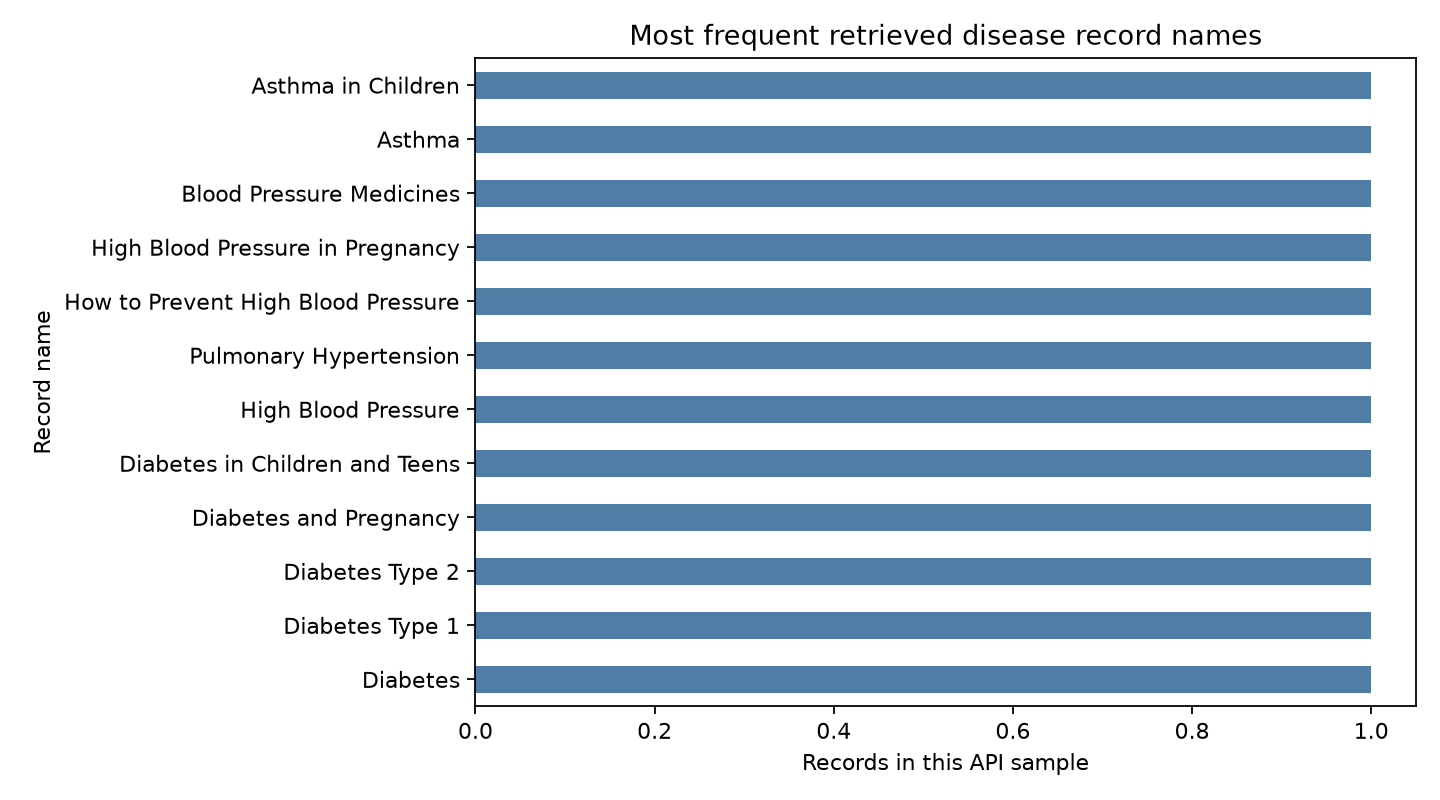 Most frequent retrieved disease record names
Asthma in Children
Asthma
Blood Pressure Medicines
High Blood Pressure in Pregnancy
How to Prevent High Blood Pressure
Pulmonary Hypertension
High Blood Pressure
Diabetes in Children and Teens
Diabetes and Pregnancy
Diabetes Type 2
Diabetes Type 1
Diabetes
Record name
0.0 0.2 0.4 0.6 0.8 1.0
Records in this API sample